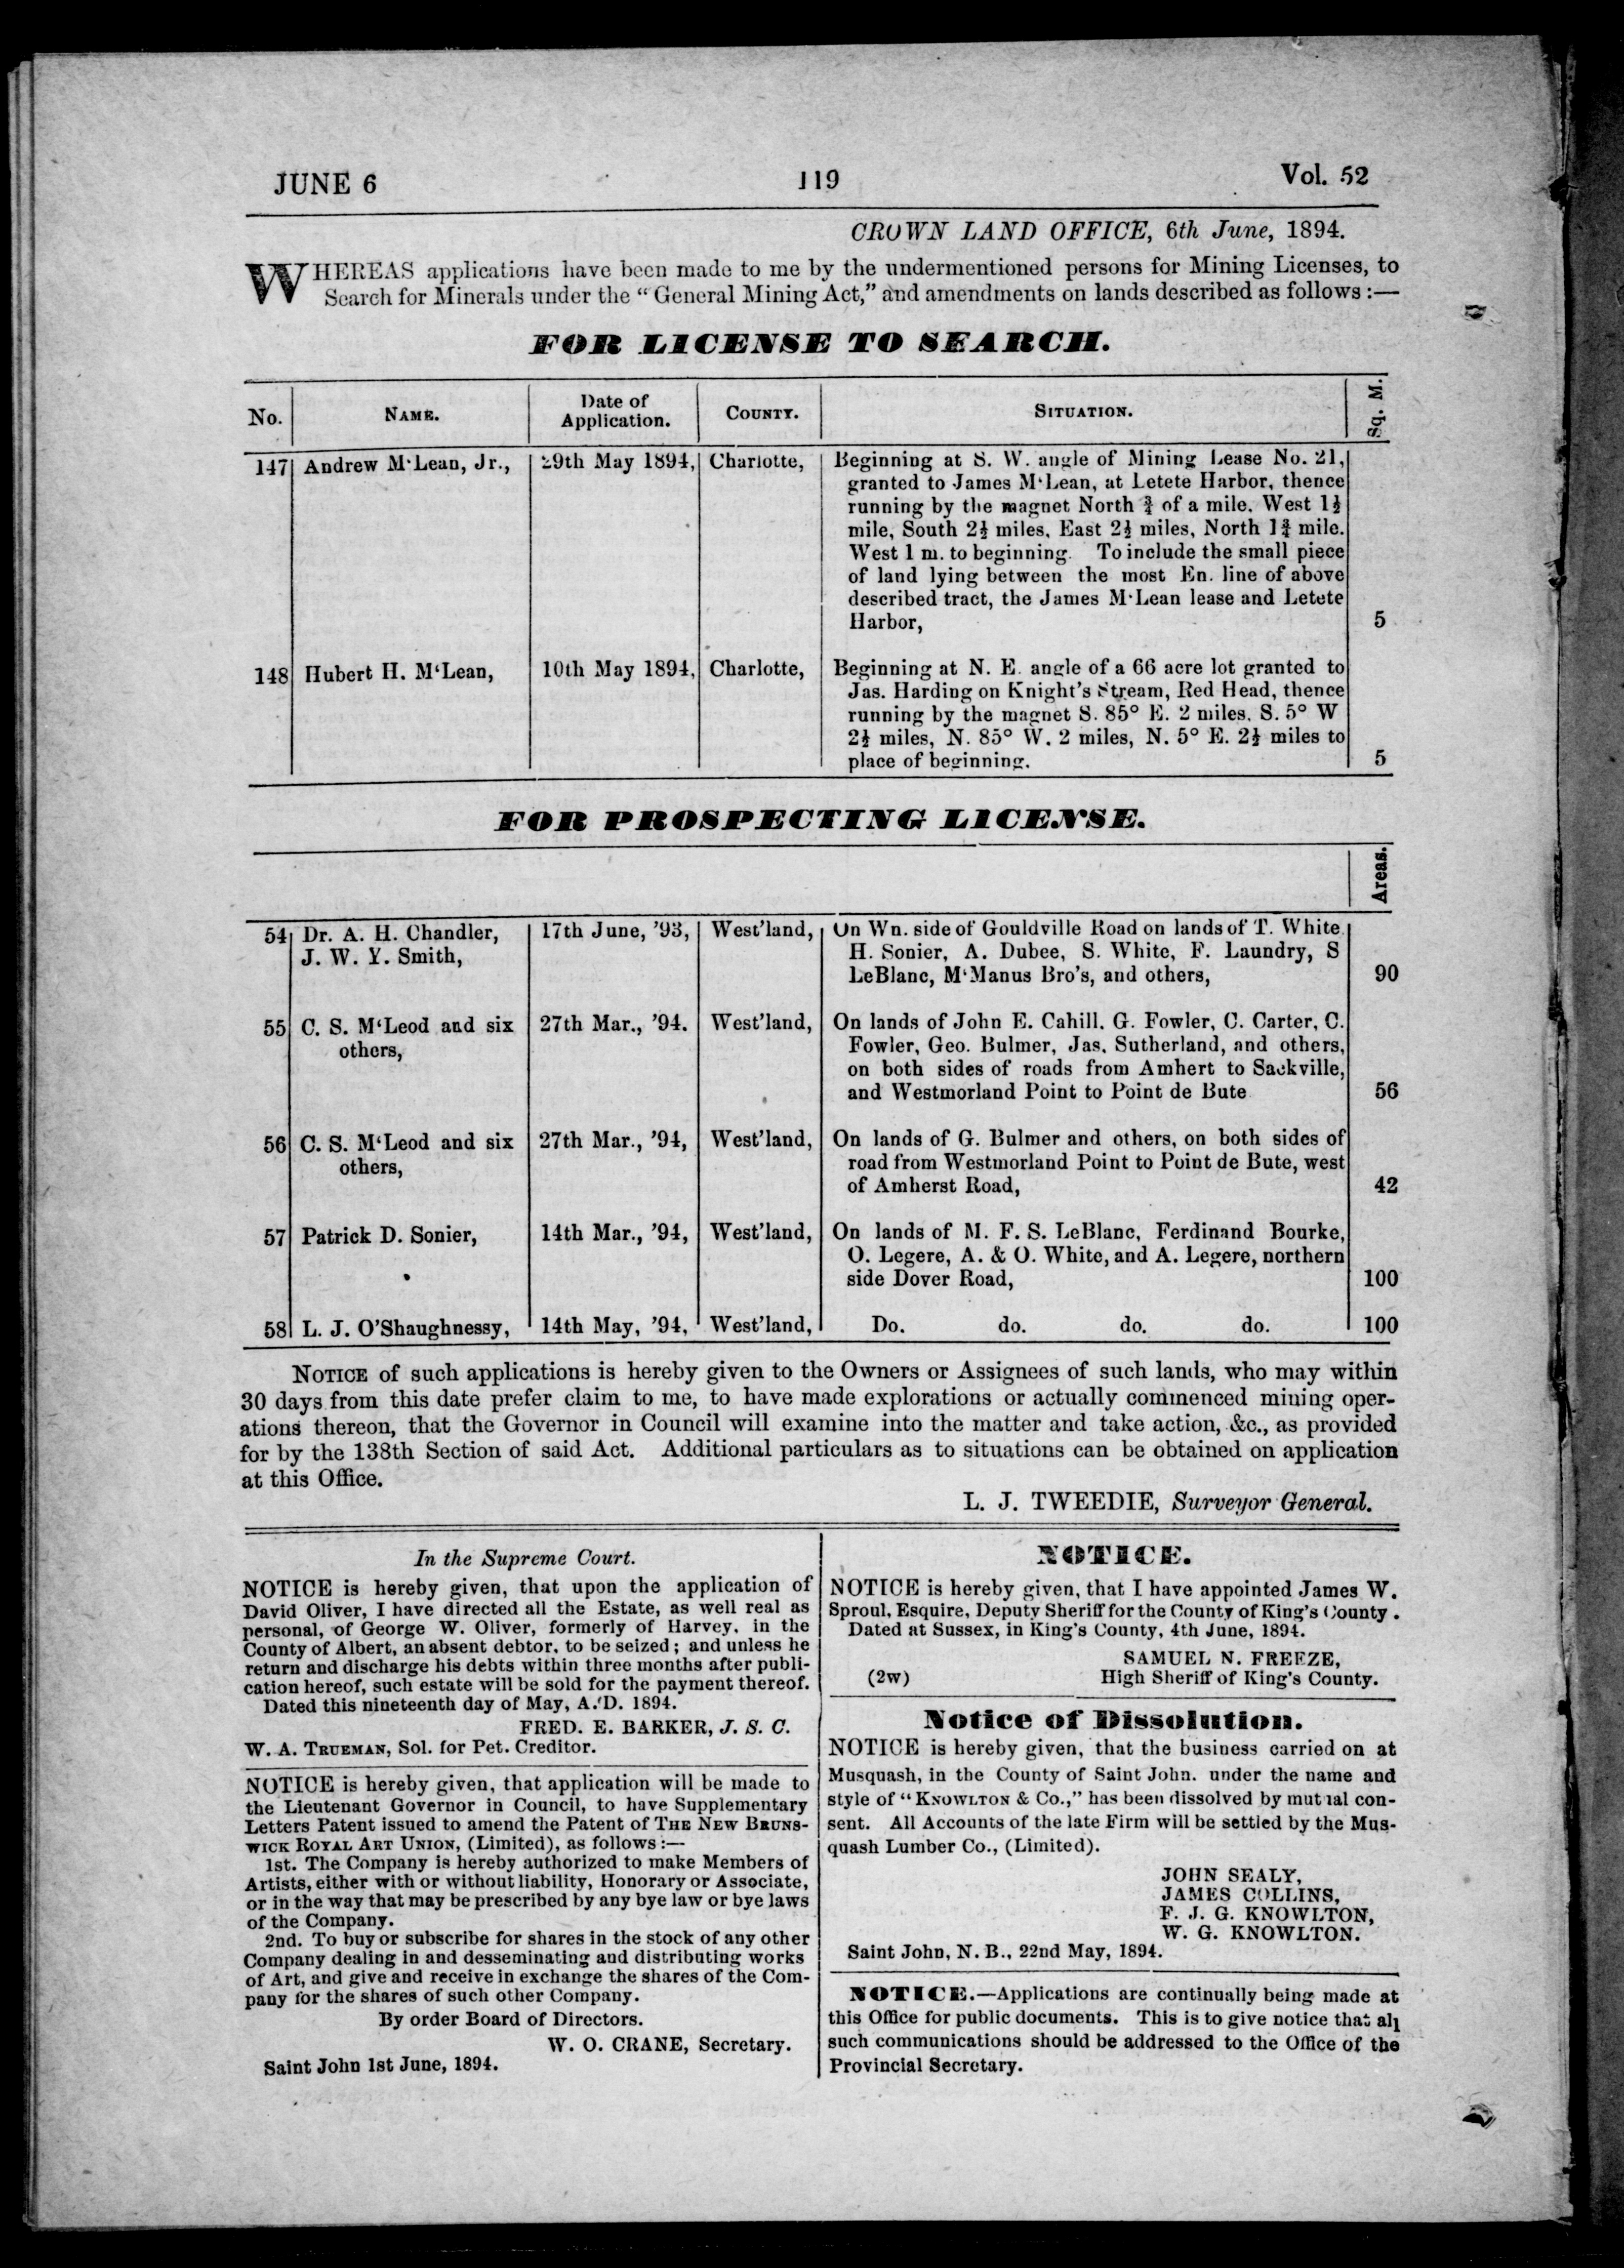 JUNE 6 119 Vol. 52
CROWN LAND OFFICE, 6th June, 1894.
WHEREAS applications have been made to me by the undermentioned persons for Mining Licenses, to
Search for Minerals under the “General Mining Act,” and amendments on lands described as follows:—
FOR LICENSE TO SEARCH.
No. NAME. Date of Application. COUNTY. SITUATION. Sq. M.
147 Andrew M‘Lean, Jr., 29th May 1894, Charlotte, Beginning at S. W. angle of Mining Lease No. 21,
granted to James M‘Lean, at Letete Harbor, thence
running by the magnet North ¾ of a mile. West 1½
mile, South 2½ miles, East 2½ miles, North 1¾ mile.
West 1 m. to beginning. To include the small piece
of land lying between the most En. line of above
described tract, the James M‘Lean lease and Letete
Harbor, 5
148 Hubert H. M‘Lean, 10th May 1894, Charlotte, Beginning at N. E. angle of a 66 acre lot granted to
Jas. Harding on Knight's Stream, Red Head, thence
running by the magnet S. 85° E. 2 miles, S. 5° W
2½ miles, N. 85° W. 2 miles, N. 5° E. 2½ miles to
place of beginning. 5
FOR PROSPECTING LICENSE.
Areas.
54 Dr. A. H. Chandler, 17th June, '93, West'land, On Wn. side of Gouldville Road on lands of T. White
J. W. Y. Smith, H. Sonier, A. Dubee, S. White, F. Laundry, S
LeBlanc, M‘Manus Bro's, and others, 90
55 C. S. M‘Leod and six 27th Mar., '94. West'land, On lands of John E. Cahill. G. Fowler, C. Carter, C.
others, Fowler, Geo. Bulmer, Jas. Sutherland, and others,
on both sides of roads from Amhert to Sackville,
and Westmorland Point to Point de Bute 56
56 C. S. M‘Leod and six 27th Mar., '94, West'land, On lands of G. Bulmer and others, on both sides of
others, road from Westmorland Point to Point de Bute, west
of Amherst Road, 42
57 Patrick D. Sonier, 14th Mar., '94, West'land, On lands of M. F. S. LeBlanc, Ferdinand Bourke,
O. Legere, A. & O. White, and A. Legere, northern
side Dover Road, 100
58 L. J. O'Shaughnessy, 14th May, '94, West'land, Do. do. do. do. 100
NOTICE of such applications is hereby given to the Owners or Assignees of such lands, who may within
30 days from this date prefer claim to me, to have made explorations or actually commenced mining oper-
ations thereon, that the Governor in Council will examine into the matter and take action, &c., as provided
for by the 138th Section of said Act. Additional particulars as to situations can be obtained on application
at this Office.
L. J. TWEEDIE, Surveyor General.
In the Supreme Court.
NOTICE is hereby given, that upon the application of
David Oliver, I have directed all the Estate, as well real as
personal, of George W. Oliver, formerly of Harvey, in the
County of Albert, an absent debtor, to be seized; and unless he
return and discharge his debts within three months after publi-
cation hereof, such estate will be sold for the payment thereof.
Dated this nineteenth day of May, A. D. 1894.
FRED. E. BARKER, J. S. C.
W. A. TRUEMAN, Sol. for Pet. Creditor.
NOTICE is hereby given, that application will be made to
the Lieutenant Governor in Council, to have Supplementary
Letters Patent issued to amend the Patent of THE NEW BRUNS-
WICK ROYAL ART UNION, (Limited), as follows:—
1st. The Company is hereby authorized to make Members of
Artists, either with or without liability, Honorary or Associate,
or in the way that may be prescribed by any bye law or bye laws
of the Company.
2nd. To buy or subscribe for shares in the stock of any other
Company dealing in and desseminating and distributing works
of Art, and give and receive in exchange the shares of the Com-
pany for the shares of such other Company.
By order Board of Directors.
W. O. CRANE, Secretary.
Saint John 1st June, 1894.
NOTICE.
NOTICE is hereby given, that I have appointed James W.
Sproul, Esquire, Deputy Sheriff for the County of King's County.
Dated at Sussex, in King's County, 4th June, 1894.
SAMUEL N. FREEZE,
(2w) High Sheriff of King's County.
Notice of Dissolution.
NOTICE is hereby given, that the business carried on at
Musquash, in the County of Saint John. under the name and
style of “KNOWLTON & Co.,” has been dissolved by mutual con-
sent. All Accounts of the late Firm will be settled by the Mus-
quash Lumber Co., (Limited).
JOHN SEALY,
JAMES COLLINS,
F. J. G. KNOWLTON,
W. G. KNOWLTON.
Saint John, N. B., 22nd May, 1894.
NOTICE.—Applications are continually being made at
this Office for public documents. This is to give notice that all
such communications should be addressed to the Office of the
Provincial Secretary.